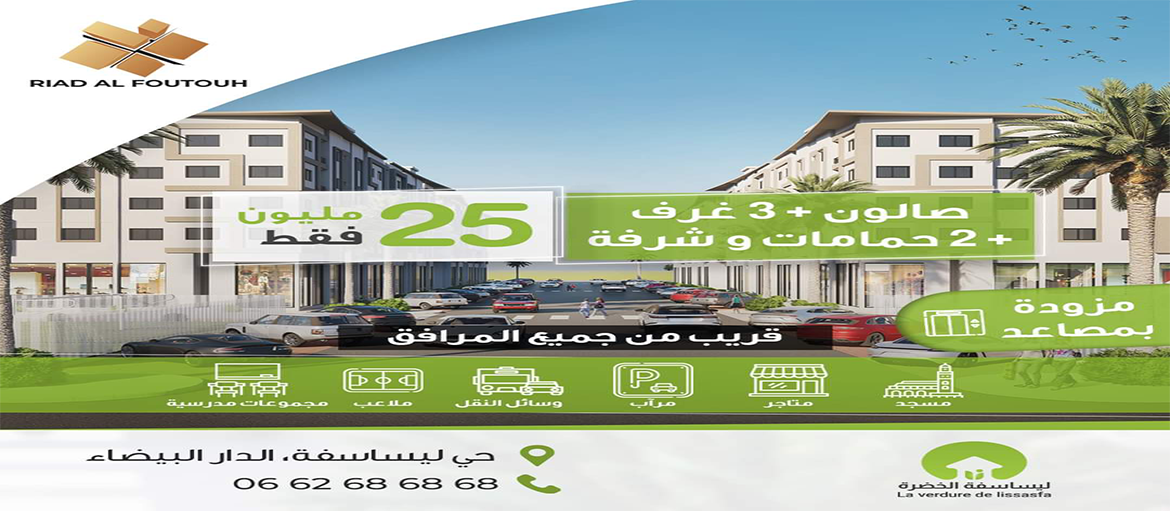 RIAD AL FOUTOUH
صالون + 3 غرف
+ 2 حمامات و شرفة
25 مليون
فقط
مزودة
بمصاعد
قريب من جميع المرافق
مسجد
متاجر
مرآب
وسائل النقل
ملاعب
مجموعات مدرسية
حي ليساسفة، الدار البيضاء
06 62 68 68 68
ليساسفة الخضرة
La verdure de lissasfa